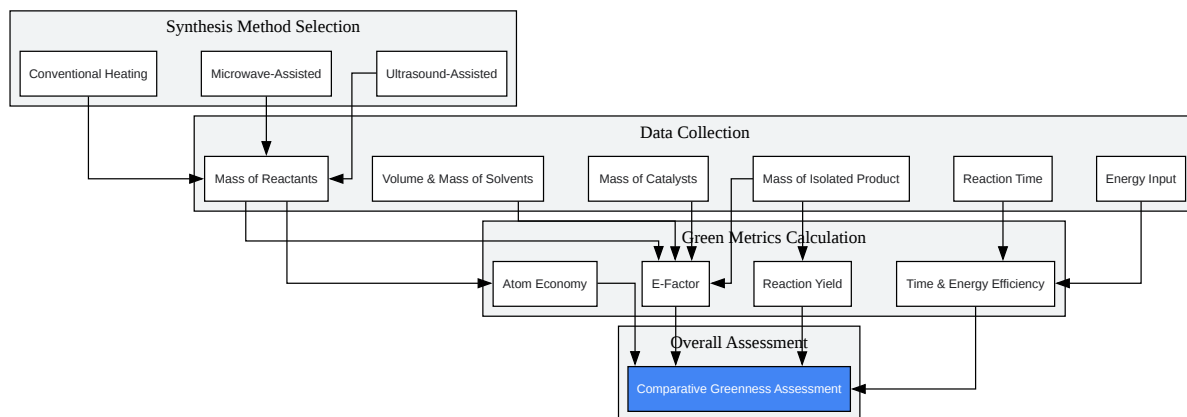 Synthesis Method Selection
Conventional Heating
Microwave-Assisted
Ultrasound-Assisted
Data Collection
Mass of Reactants
Volume & Mass of Solvents
Mass of Catalysts
Mass of Isolated Product
Reaction Time
Energy Input
Green Metrics Calculation
Atom Economy
E-Factor
Reaction Yield
Time & Energy Efficiency
Overall Assessment
Comparative Greenness Assessment